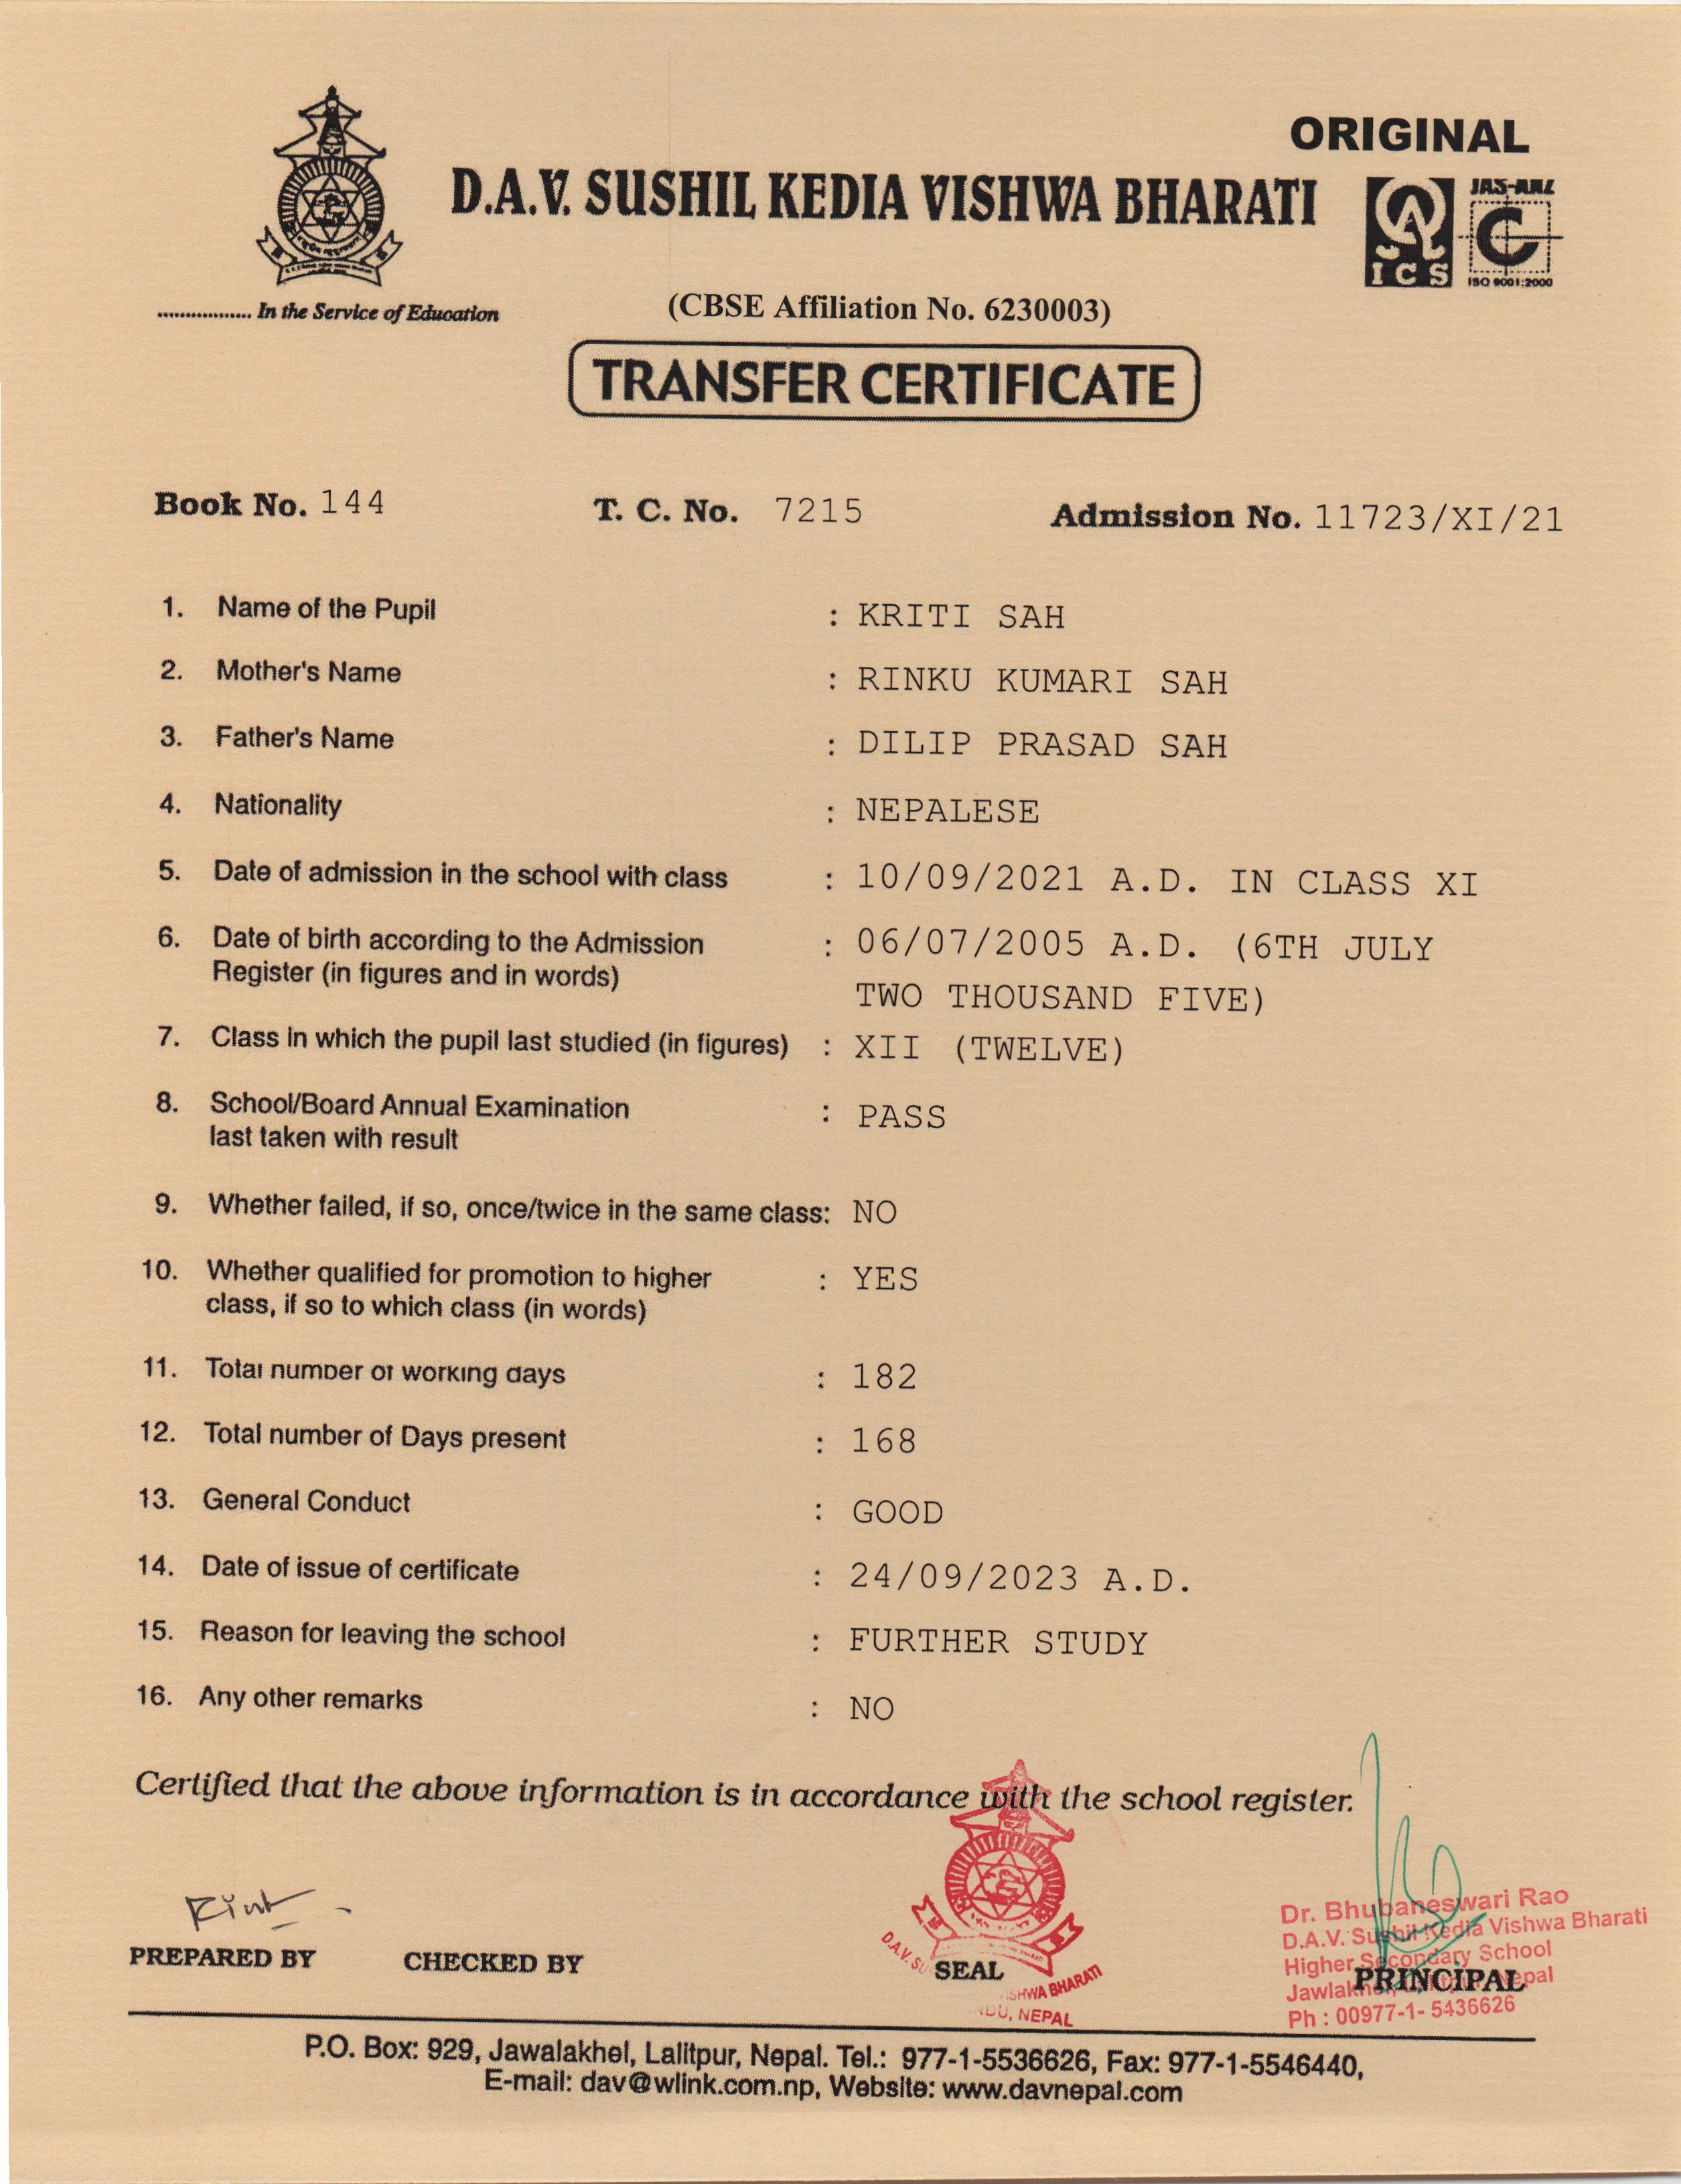 ORIGINAL
D.A.V. SUSHIL KEDIA VISHWA BHARATI
JAS-ANZ
ICS
ISO 9001:2000
................. In the Service of Education
(CBSE Affiliation No. 6230003)
TRANSFER CERTIFICATE
Book No. 144 T. C. No. 7215 Admission No. 11723/XI/21
1. Name of the Pupil : KRITI SAH
2. Mother's Name : RINKU KUMARI SAH
3. Father's Name : DILIP PRASAD SAH
4. Nationality : NEPALESE
5. Date of admission in the school with class : 10/09/2021 A.D. IN CLASS XI
6. Date of birth according to the Admission : 06/07/2005 A.D. (6TH JULY
Register (in figures and in words) TWO THOUSAND FIVE)
7. Class in which the pupil last studied (in figures) : XII (TWELVE)
8. School/Board Annual Examination : PASS
last taken with result
9. Whether failed, if so, once/twice in the same class: NO
10. Whether qualified for promotion to higher : YES
class, if so to which class (in words)
11. Total number of working days : 182
12. Total number of Days present : 168
13. General Conduct : GOOD
14. Date of issue of certificate : 24/09/2023 A.D.
15. Reason for leaving the school : FURTHER STUDY
16. Any other remarks : NO
Certified that the above information is in accordance with the school register.
Dr. Bhubaneswari Rao
D.A.V. Sushil Kedia Vishwa Bharati
Higher Secondary School
Jawlakhel, Nepal
Ph : 00977-1- 5436626
PREPARED BY CHECKED BY SEAL PRINCIPAL
D.A.V. SU
SHWA BHARATI
DU, NEPAL
P.O. Box: 929, Jawalakhel, Lalitpur, Nepal. Tel.: 977-1-5536626, Fax: 977-1-5546440,
E-mail: dav@wlink.com.np, Website: www.davnepal.com